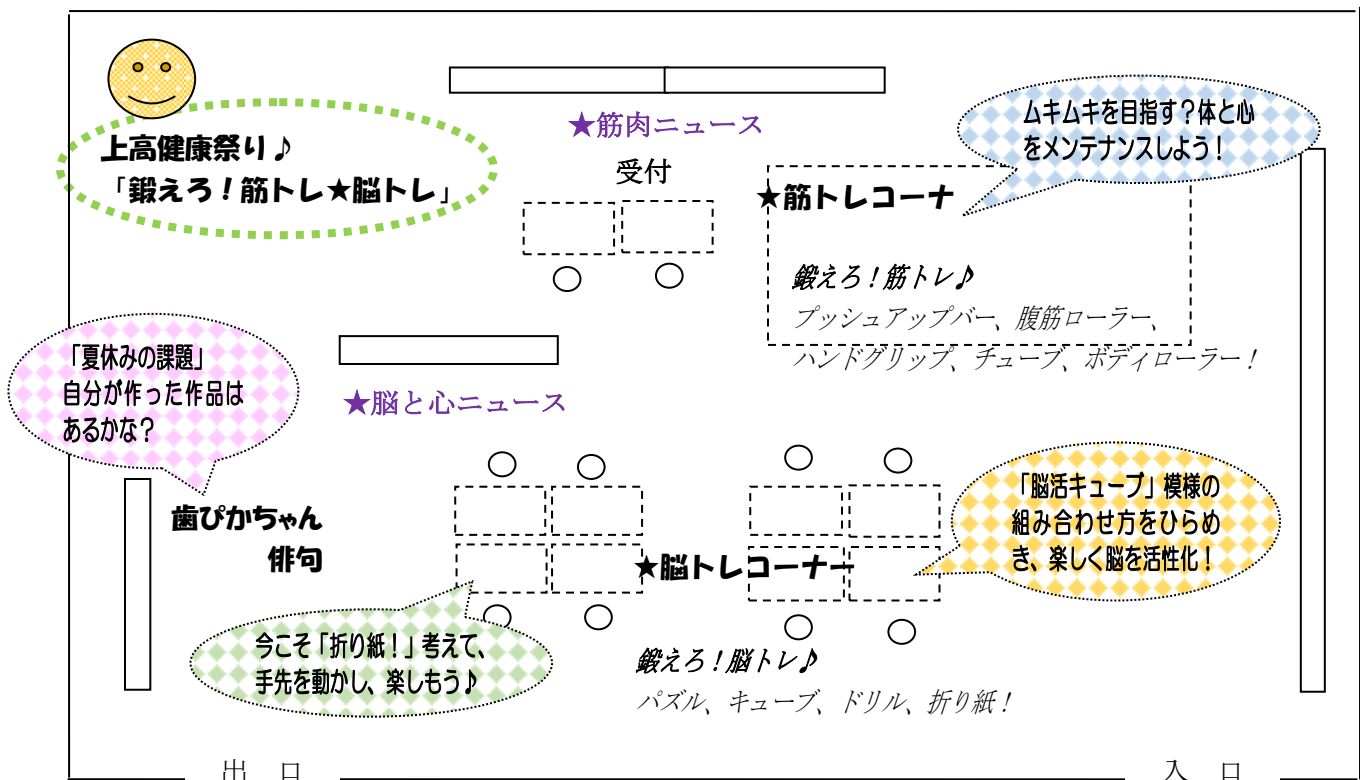 上高健康祭り♪
「鍛えろ！筋トレ★脳トレ」
★筋肉ニュース
受付
ムキムキを目指す？体と心
をメンテナンスしよう！
★筋トレコーナ
鍛えろ！筋トレ♪
プッシュアップバー、腹筋ローラー、
ハンドグリップ、チューブ、ボディローラー！
「夏休みの課題」
自分が作った作品は
あるかな？
★脳と心ニュース
歯ぴかちゃん
俳句
「脳活キューブ」模様の
組み合わせ方をひらめ
き、楽しく脳を活性化！
★脳トレコーナー
今こそ「折り紙！」考えて、
手先を動かし、楽しもう♪
鍛えろ！脳トレ♪
パズル、キューブ、ドリル、折り紙！
出　口
入　口